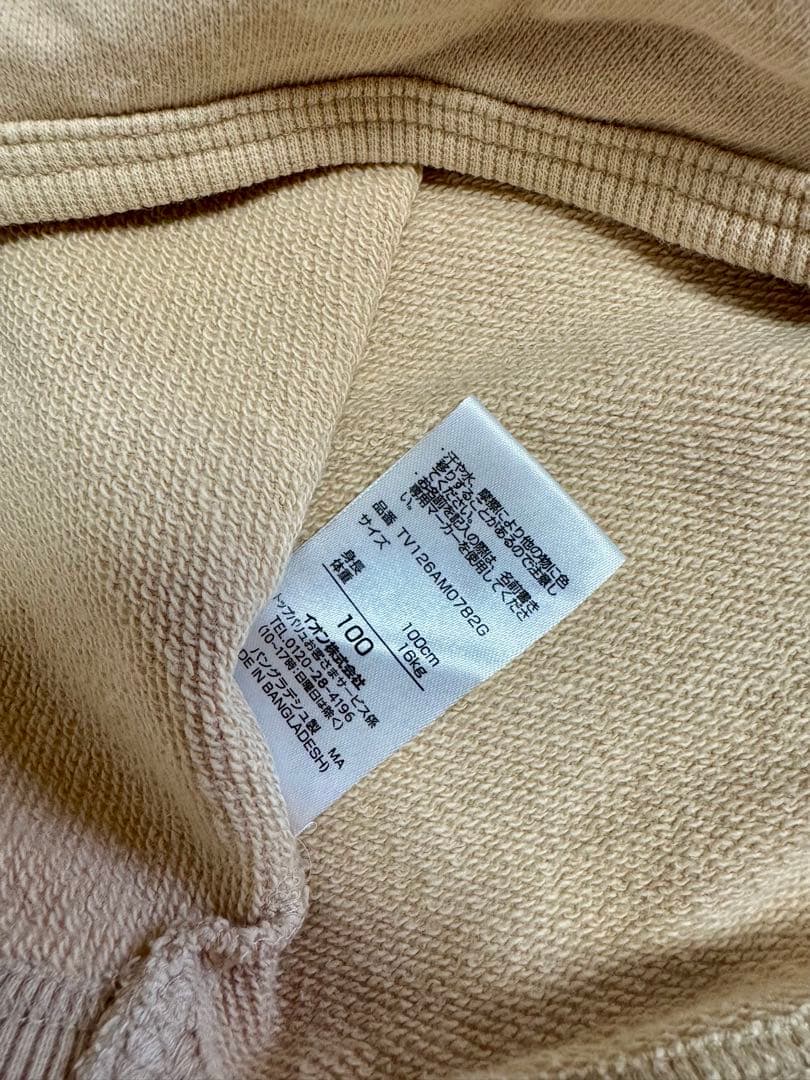 汗や水、摩擦により他の物に色
移りすることがあるので注意し
てください。
お名前を記入の際は、名前書き
専用マーカーを使用してくださ
い。
品番 TV126AM0782G
サイズ
身長 100cm
体重 16kg
100
イオン株式会社
トップバリュお客さまサービス係
TEL.0120-28-4196
(10~17時:日曜日は除く)
バングラデシュ製 MA
DE IN BANGLADESH)